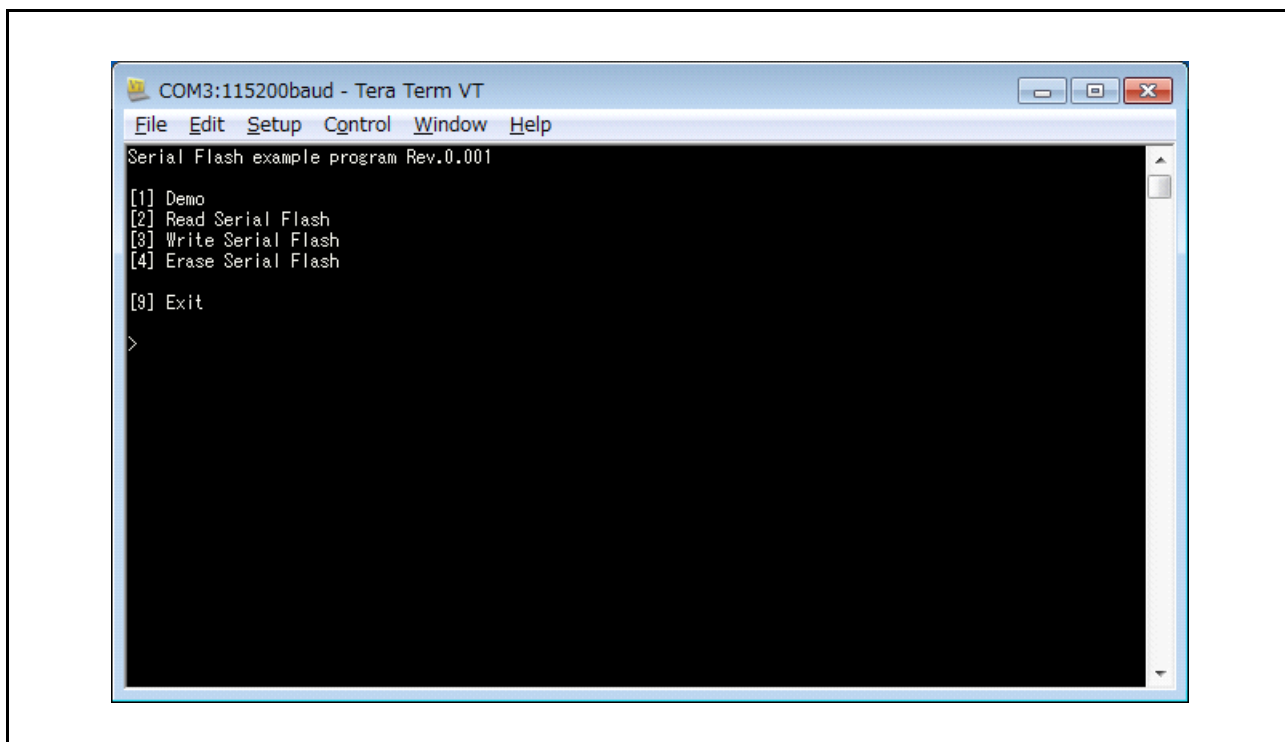 COM3:115200baud - Tera Term VT
File Edit Setup Control Window Help
Serial Flash example program Rev.0.001
[1] Demo
[2] Read Serial Flash
[3] Write Serial Flash
[4] Erase Serial Flash
[9] Exit
>